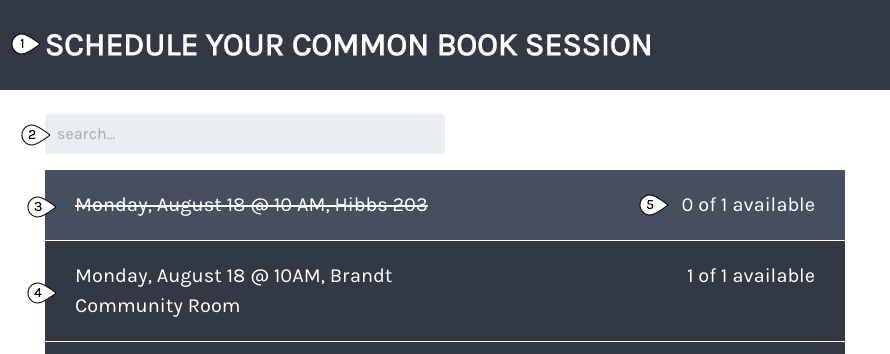 1 SCHEDULE YOUR COMMON BOOK SESSION
2 search...
3 Monday, August 18 @ 10 AM, Hibbs 203 5 0 of 1 available
4 Monday, August 18 @ 10AM, Brandt 1 of 1 available
Community Room